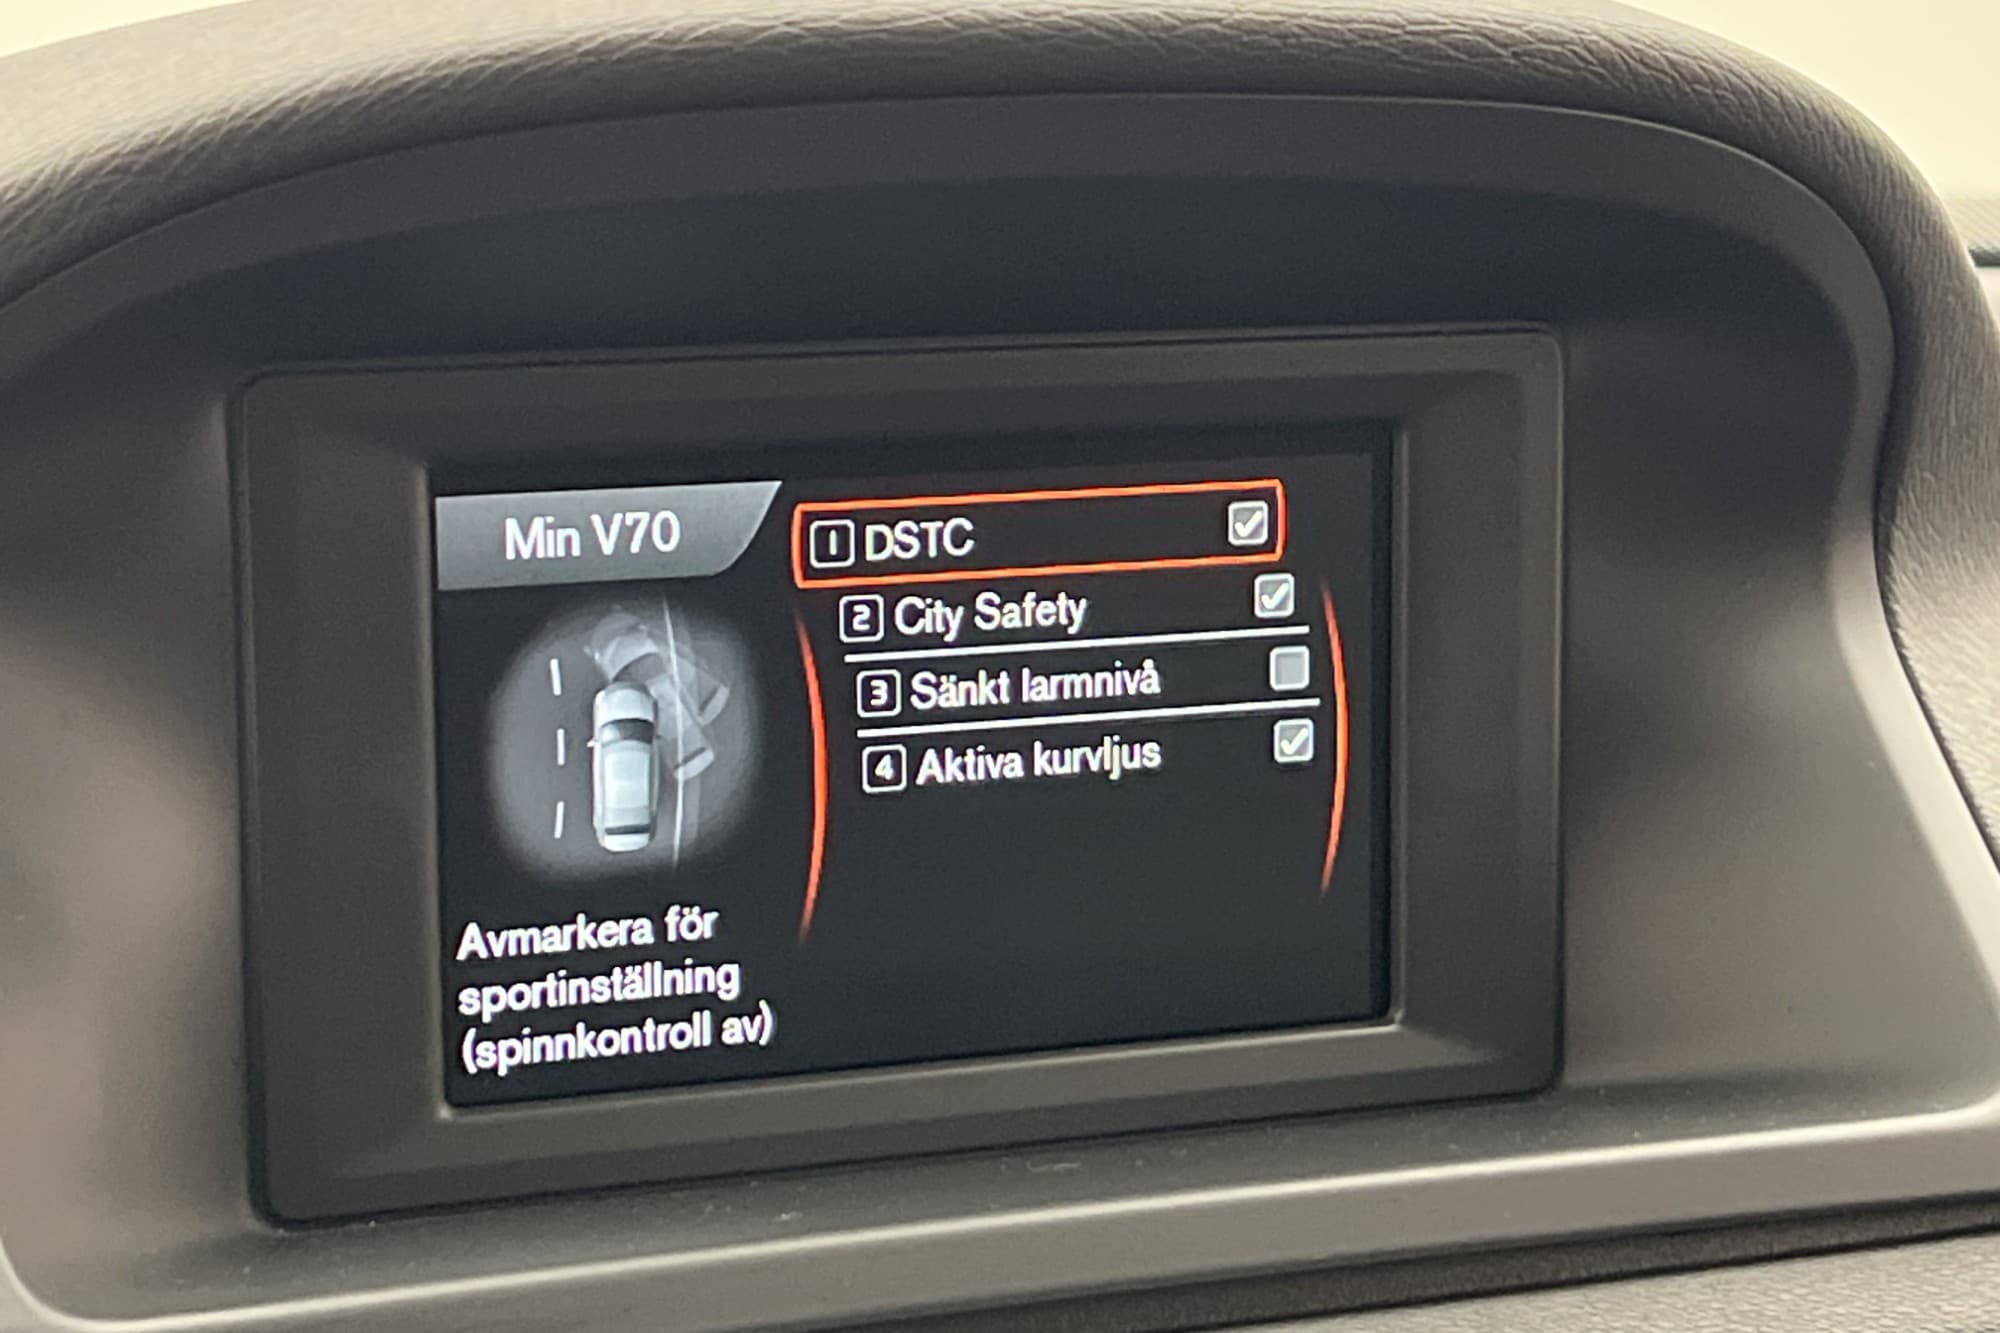 Min V70
1 DSTC
2 City Safety
3 Sänkt larmnivå
4 Aktiva kurvljus
Avmarkera för
sportinställning
(spinnkontroll av)